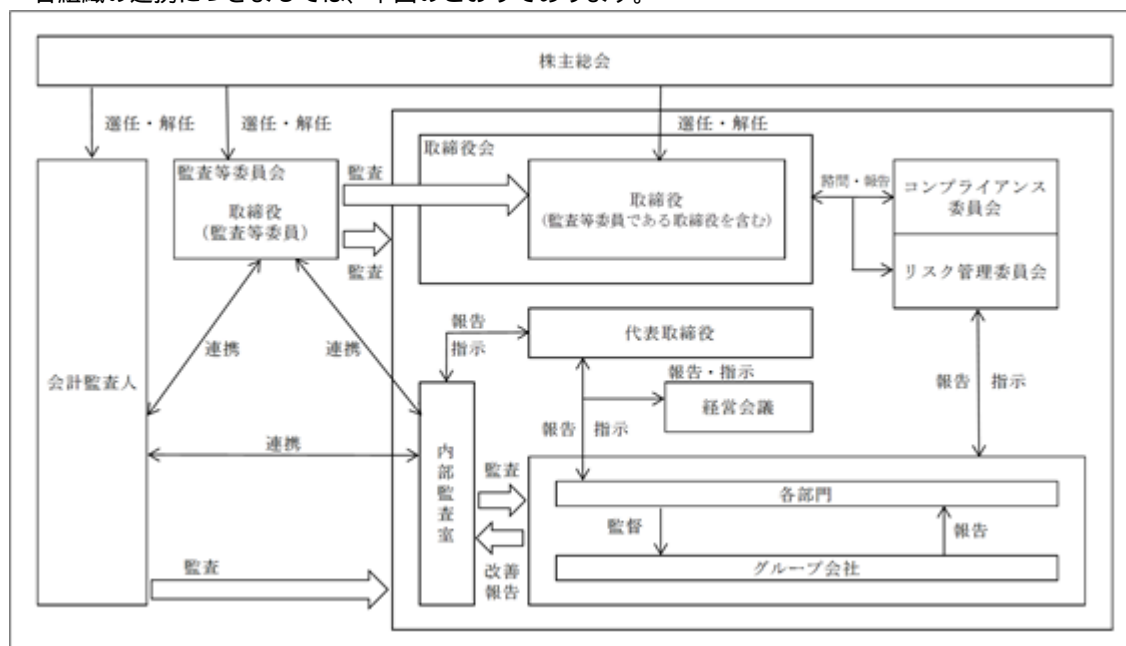 各組織の連携につきましては、下図のとおりであります。
株主総会
選任・解任
選任・解任
選任・解任
監査等委員会
取締役
(監査等委員)
監査
監査
取締役会
取締役
(監査等委員である取締役を含む)
諮問・報告
コンプライアンス
委員会
リスク管理委員会
会計監査人
連携
連携
連携
報告
指示
代表取締役
報告・指示
経営会議
報告
指示
報告
指示
内部監査室
監査
改善
報告
各部門
監督
報告
グループ会社
監査